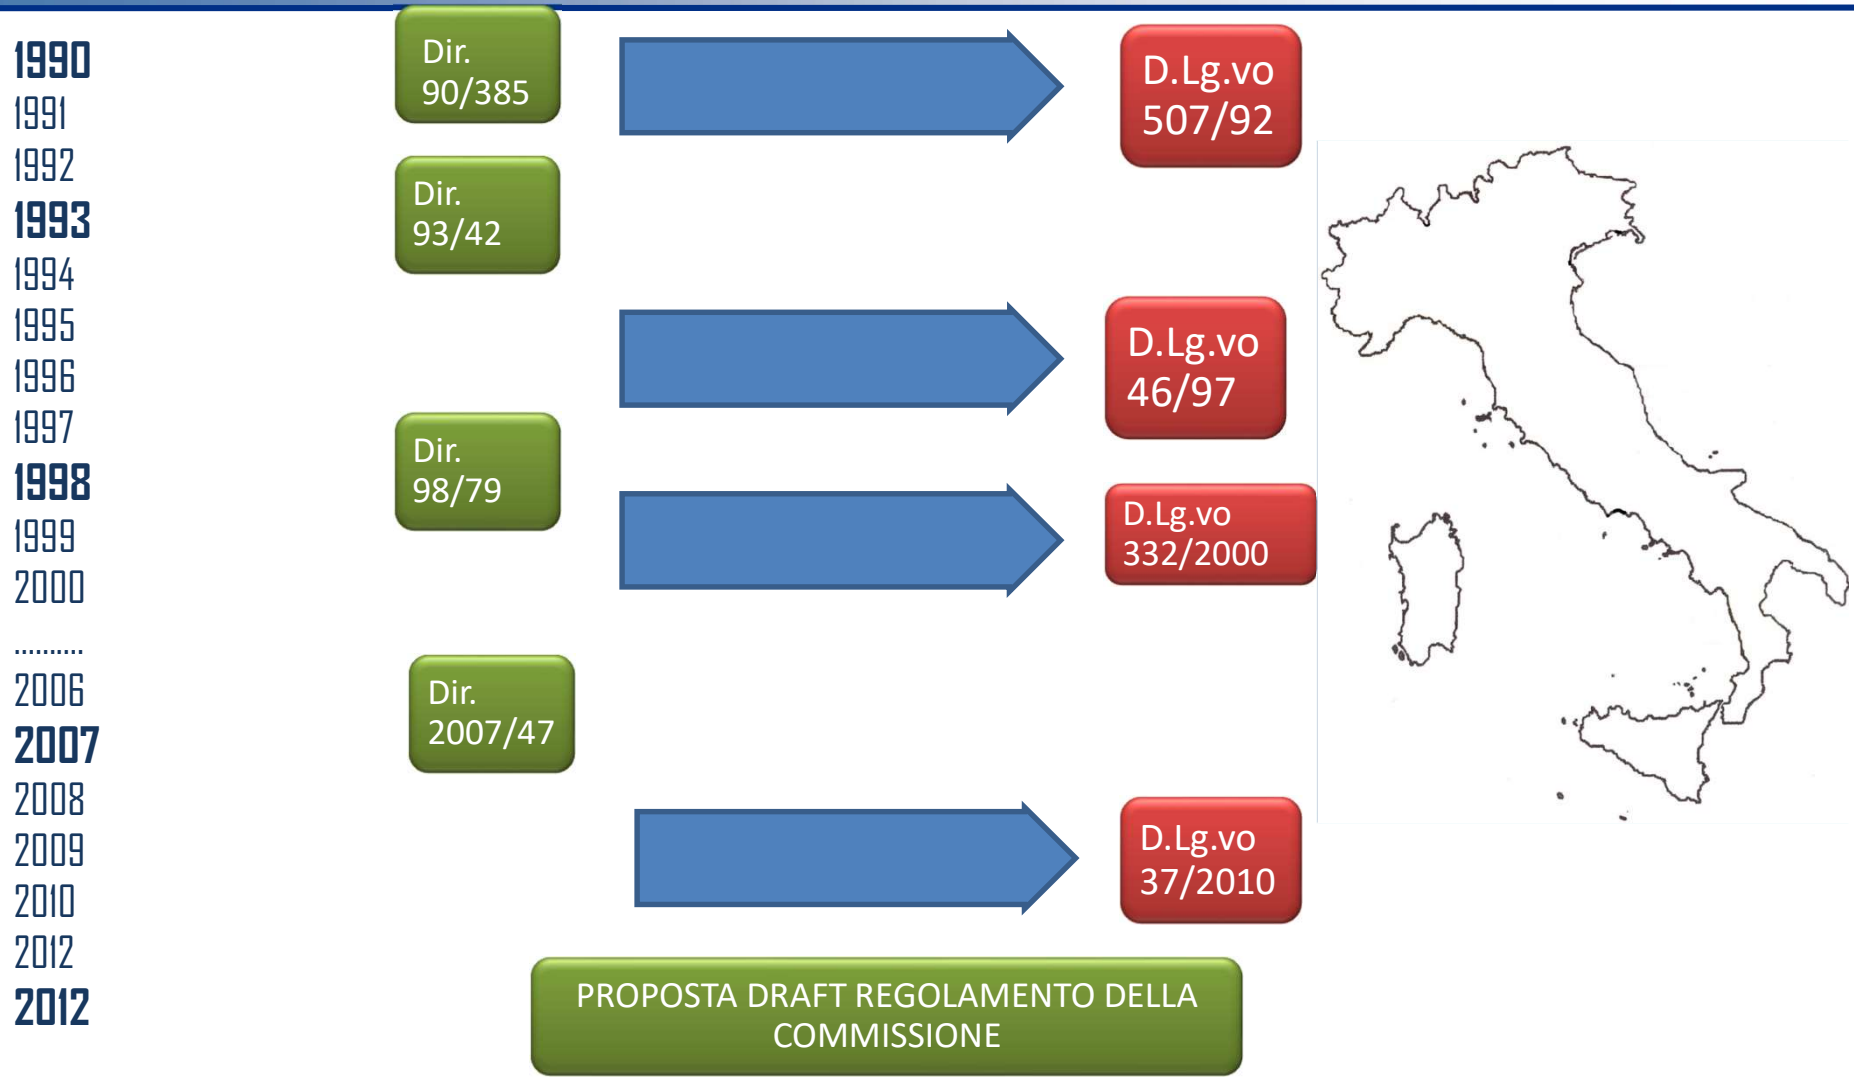 1990
1991
1992
1993
1994
1995
1996
1997
1998
1999
2000
..........
2006
2007
2008
2009
2010
2012
2012
Dir.
90/385
D.Lg.vo
507/92
Dir.
93/42
D.Lg.vo
46/97
Dir.
98/79
D.Lg.vo
332/2000
Dir.
2007/47
D.Lg.vo
37/2010
PROPOSTA DRAFT REGOLAMENTO DELLA
COMMISSIONE